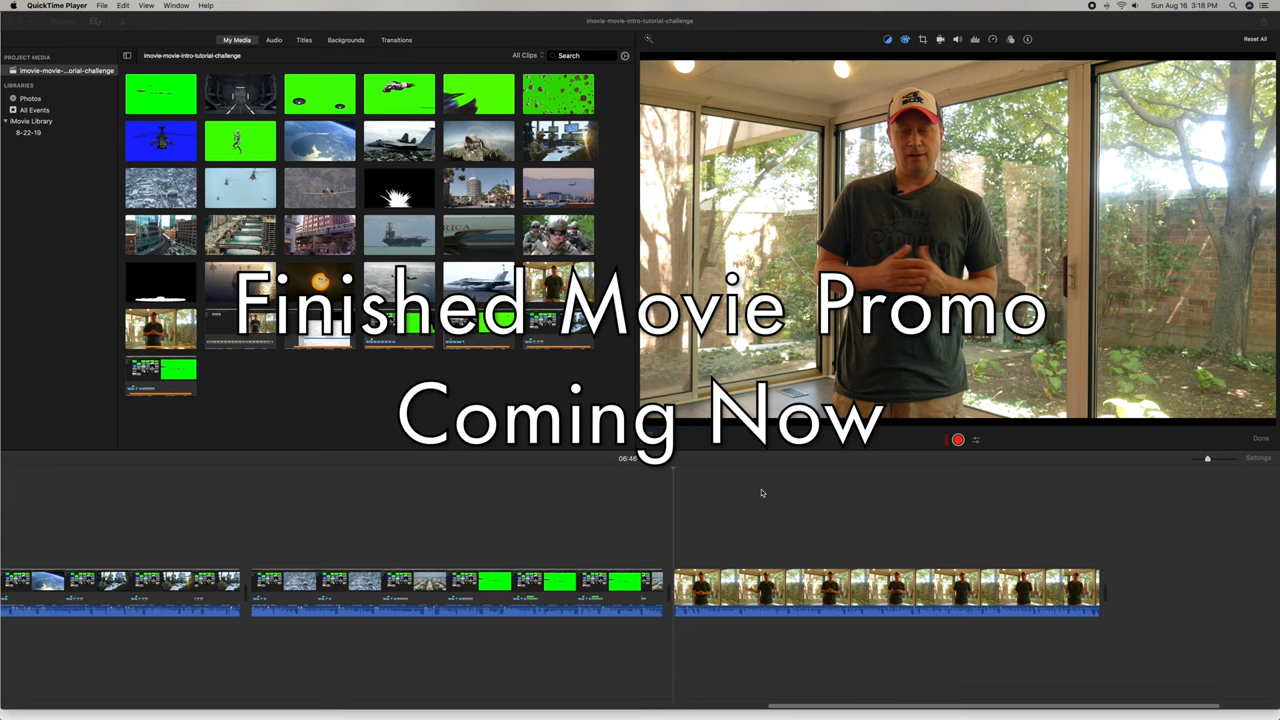 QuickTime Player File Edit View Window Help
Sun Aug 16 3:18 PM
imovie-movie-intro-tutorial-challenge
My Media Audio Titles Backgrounds Transitions
Reset All
PROJECT MEDIA
imovie-movie-...orial-challenge
LIBRARIES
Photos
All Events
iMovie Library
8-22-19
imovie-movie-intro-tutorial-challenge
All Clips
Search
SOX
Finished Movie Promo
Coming Now
Done
06:46
Settings